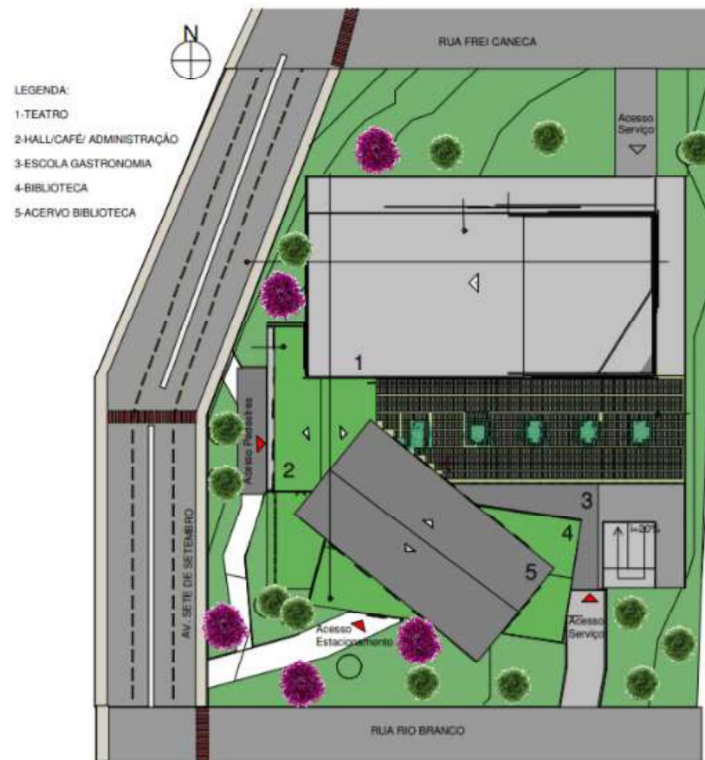 N
RUA FREI CANECA
LEGENDA:
1-TEATRO
2-HALL/CAFÉ/ ADMINISTRAÇÃO
3-ESCOLA GASTRONOMIA
4-BIBLIOTECA
5-ACERVO BIBLIOTECA
Acesso
Serviço
1
Acesso Pedestres
2
3
4
i=20%
5
AV. SETE DE SETEMBRO
Acesso
Estacionamento
Acesso
Serviço
RUA RIO BRANCO